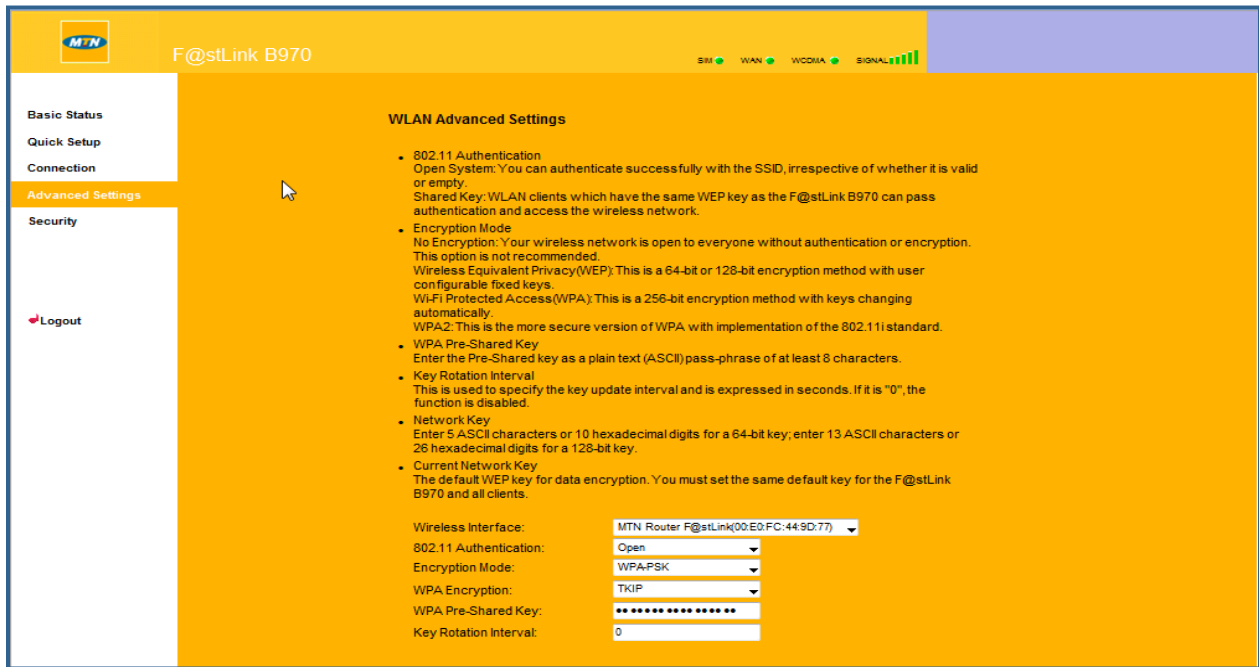 MTN
F@stLink B970
SIM WAN WCDMA SIGNAL
Basic Status
Quick Setup
Connection
Advanced Settings
Security
Logout
WLAN Advanced Settings
• 802.11 Authentication
Open System: You can authenticate successfully with the SSID, irrespective of whether it is valid
or empty.
Shared Key: WLAN clients which have the same WEP key as the F@stLink B970 can pass
authentication and access the wireless network.
• Encryption Mode
No Encryption: Your wireless network is open to everyone without authentication or encryption.
This option is not recommended.
Wireless Equivalent Privacy(WEP): This is a 64-bit or 128-bit encryption method with user
configurable fixed keys.
Wi-Fi Protected Access(WPA): This is a 256-bit encryption method with keys changing
automatically.
WPA2: This is the more secure version of WPA with implementation of the 802.11i standard.
• WPA Pre-Shared Key
Enter the Pre-Shared key as a plain text (ASCII) pass-phrase of at least 8 characters.
• Key Rotation Interval
This is used to specify the key update interval and is expressed in seconds. If it is "0", the
function is disabled.
• Network Key
Enter 5 ASCII characters or 10 hexadecimal digits for a 64-bit key; enter 13 ASCII characters or
26 hexadecimal digits for a 128-bit key.
• Current Network Key
The default WEP key for data encryption. You must set the same default key for the F@stLink
B970 and all clients.
Wireless Interface: MTN Router F@stLink(00:E0:FC:44:9D:77)
802.11 Authentication: Open
Encryption Mode: WPA-PSK
WPA Encryption: TKIP
WPA Pre-Shared Key: ••••••••••••••••
Key Rotation Interval: 0